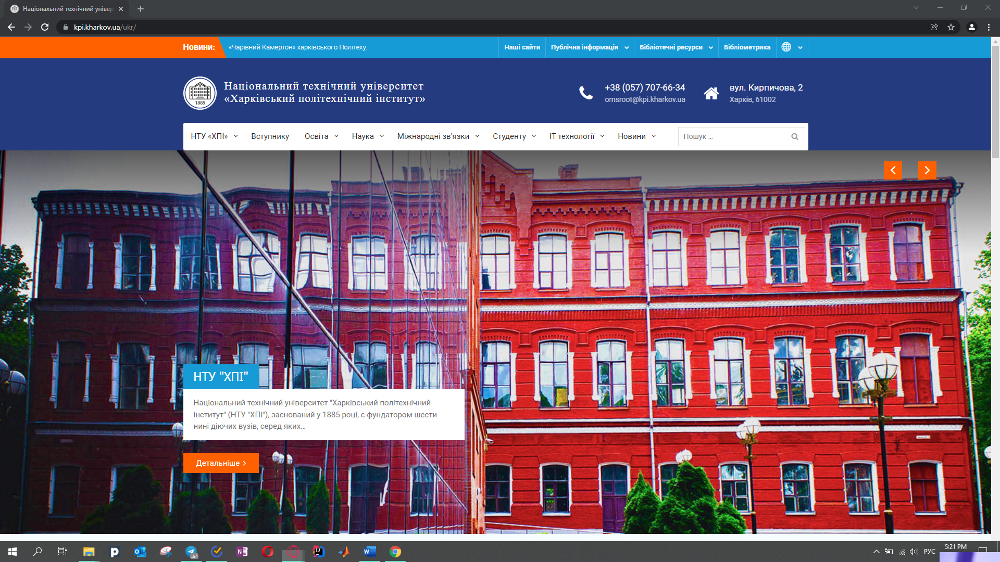 Національний технічний універ
kpi.kharkov.ua/ukr/
Новини:
«Чарівний Камертон» харківського Політеху.
Наші сайти
Публічна інформація
Бібліотечні ресурси
Бібліометрика
1885
Національний технічний університет
«Харківський політехнічний інститут»
+38 (057) 707-66-34
omsroot@kpi.kharkov.ua
вул. Кирпичова, 2
Харків, 61002
НТУ «ХПІ»
Вступнику
Освіта
Наука
Міжнародні зв’язки
Студенту
ІТ технології
Новини
Пошук …
НТУ "ХПІ"
Національний технічний університет "Харківський політехнічний
інститут" (НТУ "ХПІ"), заснований у 1885 році, є фундатором шести
нині діючих вузів, серед яких...
Детальніше
.64
РУС
5:21 PM